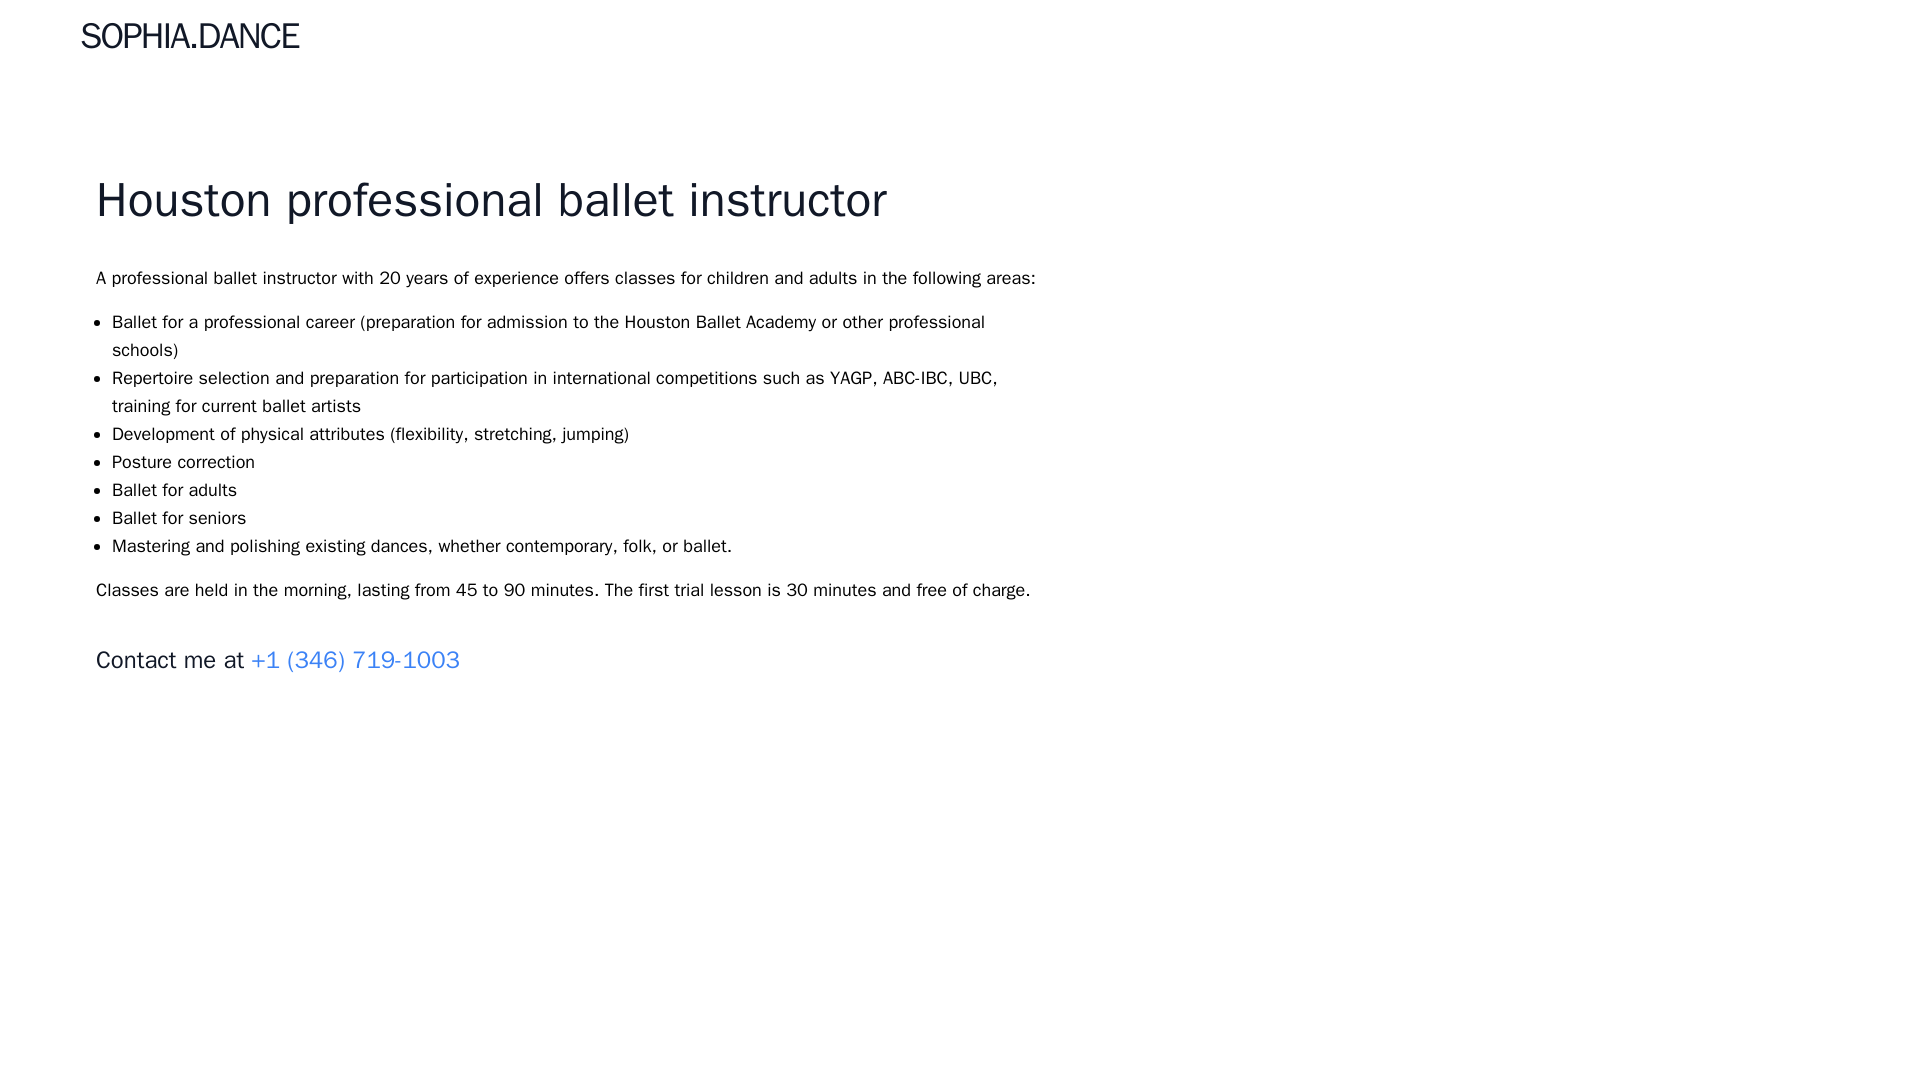 SOPHIA.DANCE
Houston professional ballet instructor
A professional ballet instructor with 20 years of experience offers classes for children and adults in the following areas:
Ballet for a professional career (preparation for admission to the Houston Ballet Academy or other professional
schools)
Repertoire selection and preparation for participation in international competitions such as YAGP, ABC-IBC, UBC,
training for current ballet artists
Development of physical attributes (flexibility, stretching, jumping)
Posture correction
Ballet for adults
Ballet for seniors
Mastering and polishing existing dances, whether contemporary, folk, or ballet.
Classes are held in the morning, lasting from 45 to 90 minutes. The first trial lesson is 30 minutes and free of charge.
Contact me at +1 (346) 719-1003